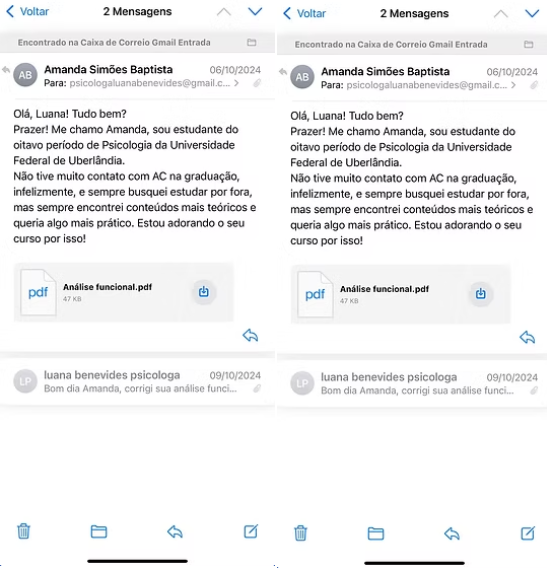 Voltar
2 Mensagens
Encontrado na Caixa de Correio Gmail Entrada
AB
Amanda Simões Baptista
06/10/2024
Para: psicologaluanabenevides@gmail.c...
Olá, Luana! Tudo bem?
Prazer! Me chamo Amanda, sou estudante do
oitavo período de Psicologia da Universidade
Federal de Uberlândia.
Não tive muito contato com AC na graduação,
infelizmente, e sempre busquei estudar por fora,
mas sempre encontrei conteúdos mais teóricos e
queria algo mais prático. Estou adorando o seu
curso por isso!
pdf
Análise funcional.pdf
47 KB
LP
luana benevides psicologa
09/10/2024
Bom dia Amanda, corrigi sua análise funci...
Voltar
2 Mensagens
Encontrado na Caixa de Correio Gmail Entrada
AB
Amanda Simões Baptista
06/10/2024
Para: psicologaluanabenevides@gmail.c...
Olá, Luana! Tudo bem?
Prazer! Me chamo Amanda, sou estudante do
oitavo período de Psicologia da Universidade
Federal de Uberlândia.
Não tive muito contato com AC na graduação,
infelizmente, e sempre busquei estudar por fora,
mas sempre encontrei conteúdos mais teóricos e
queria algo mais prático. Estou adorando o seu
curso por isso!
pdf
Análise funcional.pdf
47 KB
LP
luana benevides psicologa
09/10/2024
Bom dia Amanda, corrigi sua análise funci...